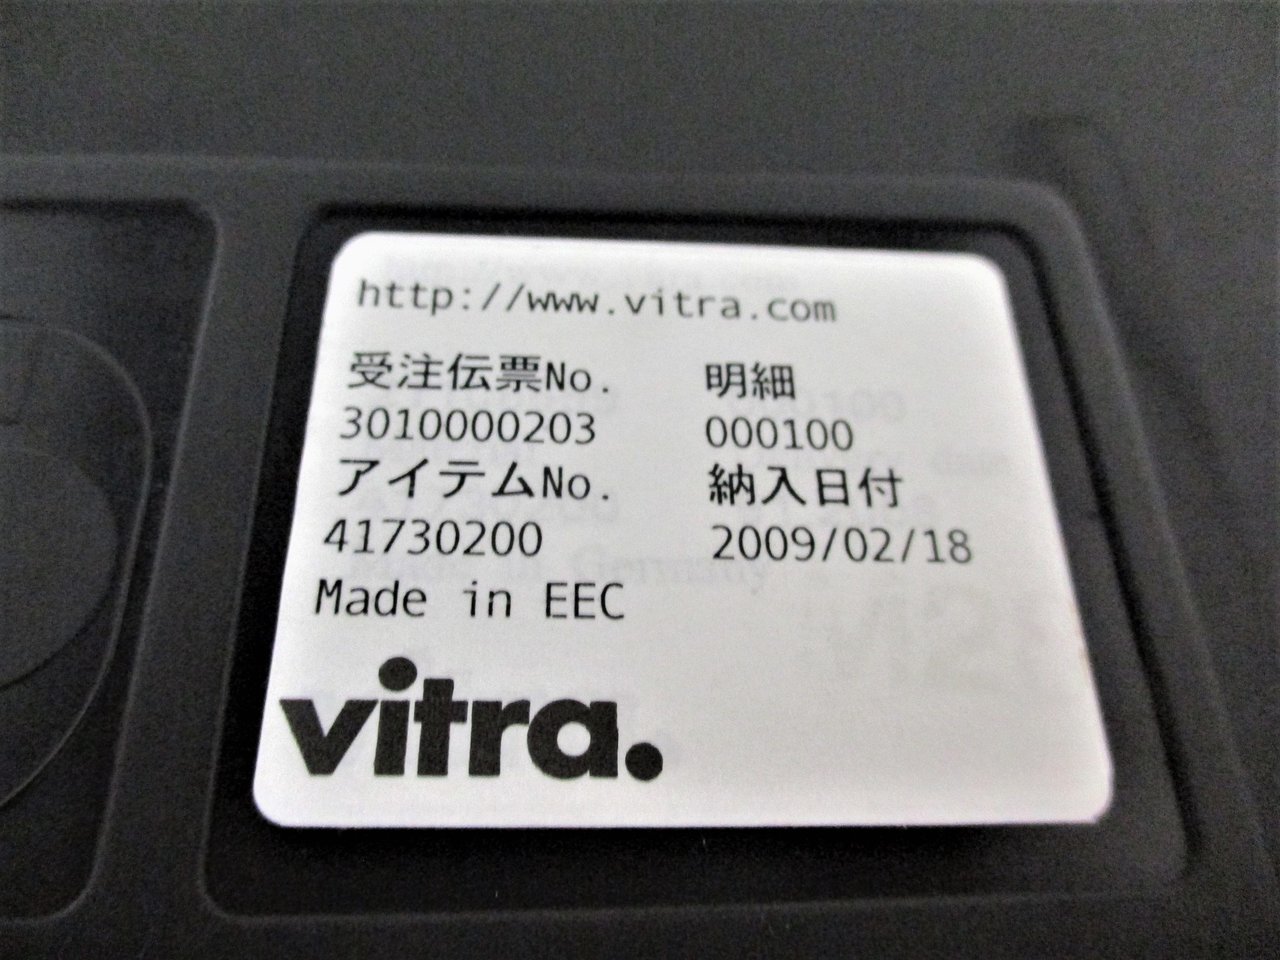 http://www.vitra.com
受注伝票No. 明細
3010000203 000100
アイテムNo. 納入日付
41730200 2009/02/18
Made in EEC
vitra.